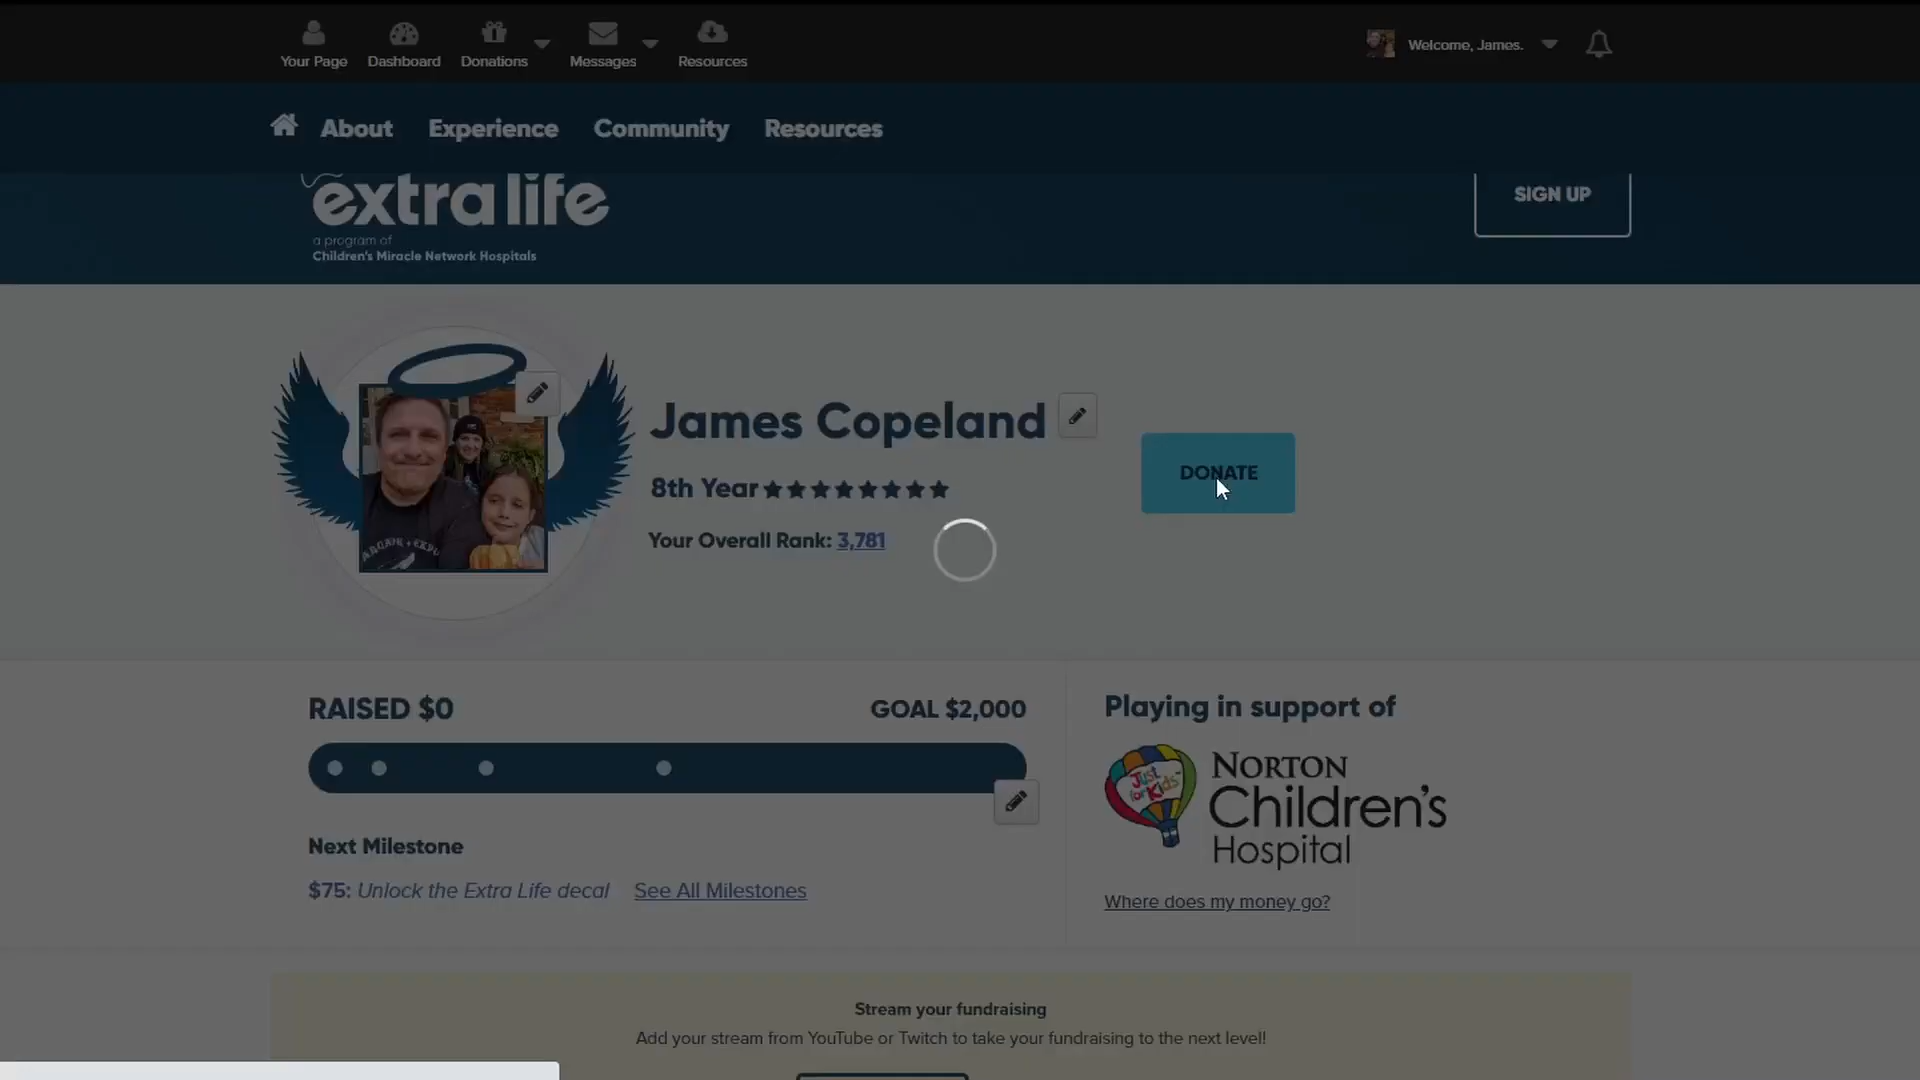 Your Page
Dashboard
Donations
Messages
Resources
Welcome, James.
About
Experience
Community
Resources
extra life
a program of
Children's Miracle Network Hospitals
SIGN UP
James Copeland
DONATE
8th Year
Your Overall Rank: 3,781
RAISED $0
GOAL $2,000
Playing in support of
Just
for Kids
NORTON
Children's
Hospital
Next Milestone
$75: Unlock the Extra Life decal
See All Milestones
Where does my money go?
Stream your fundraising
Add your stream from YouTube or Twitch to take your fundraising to the next level!